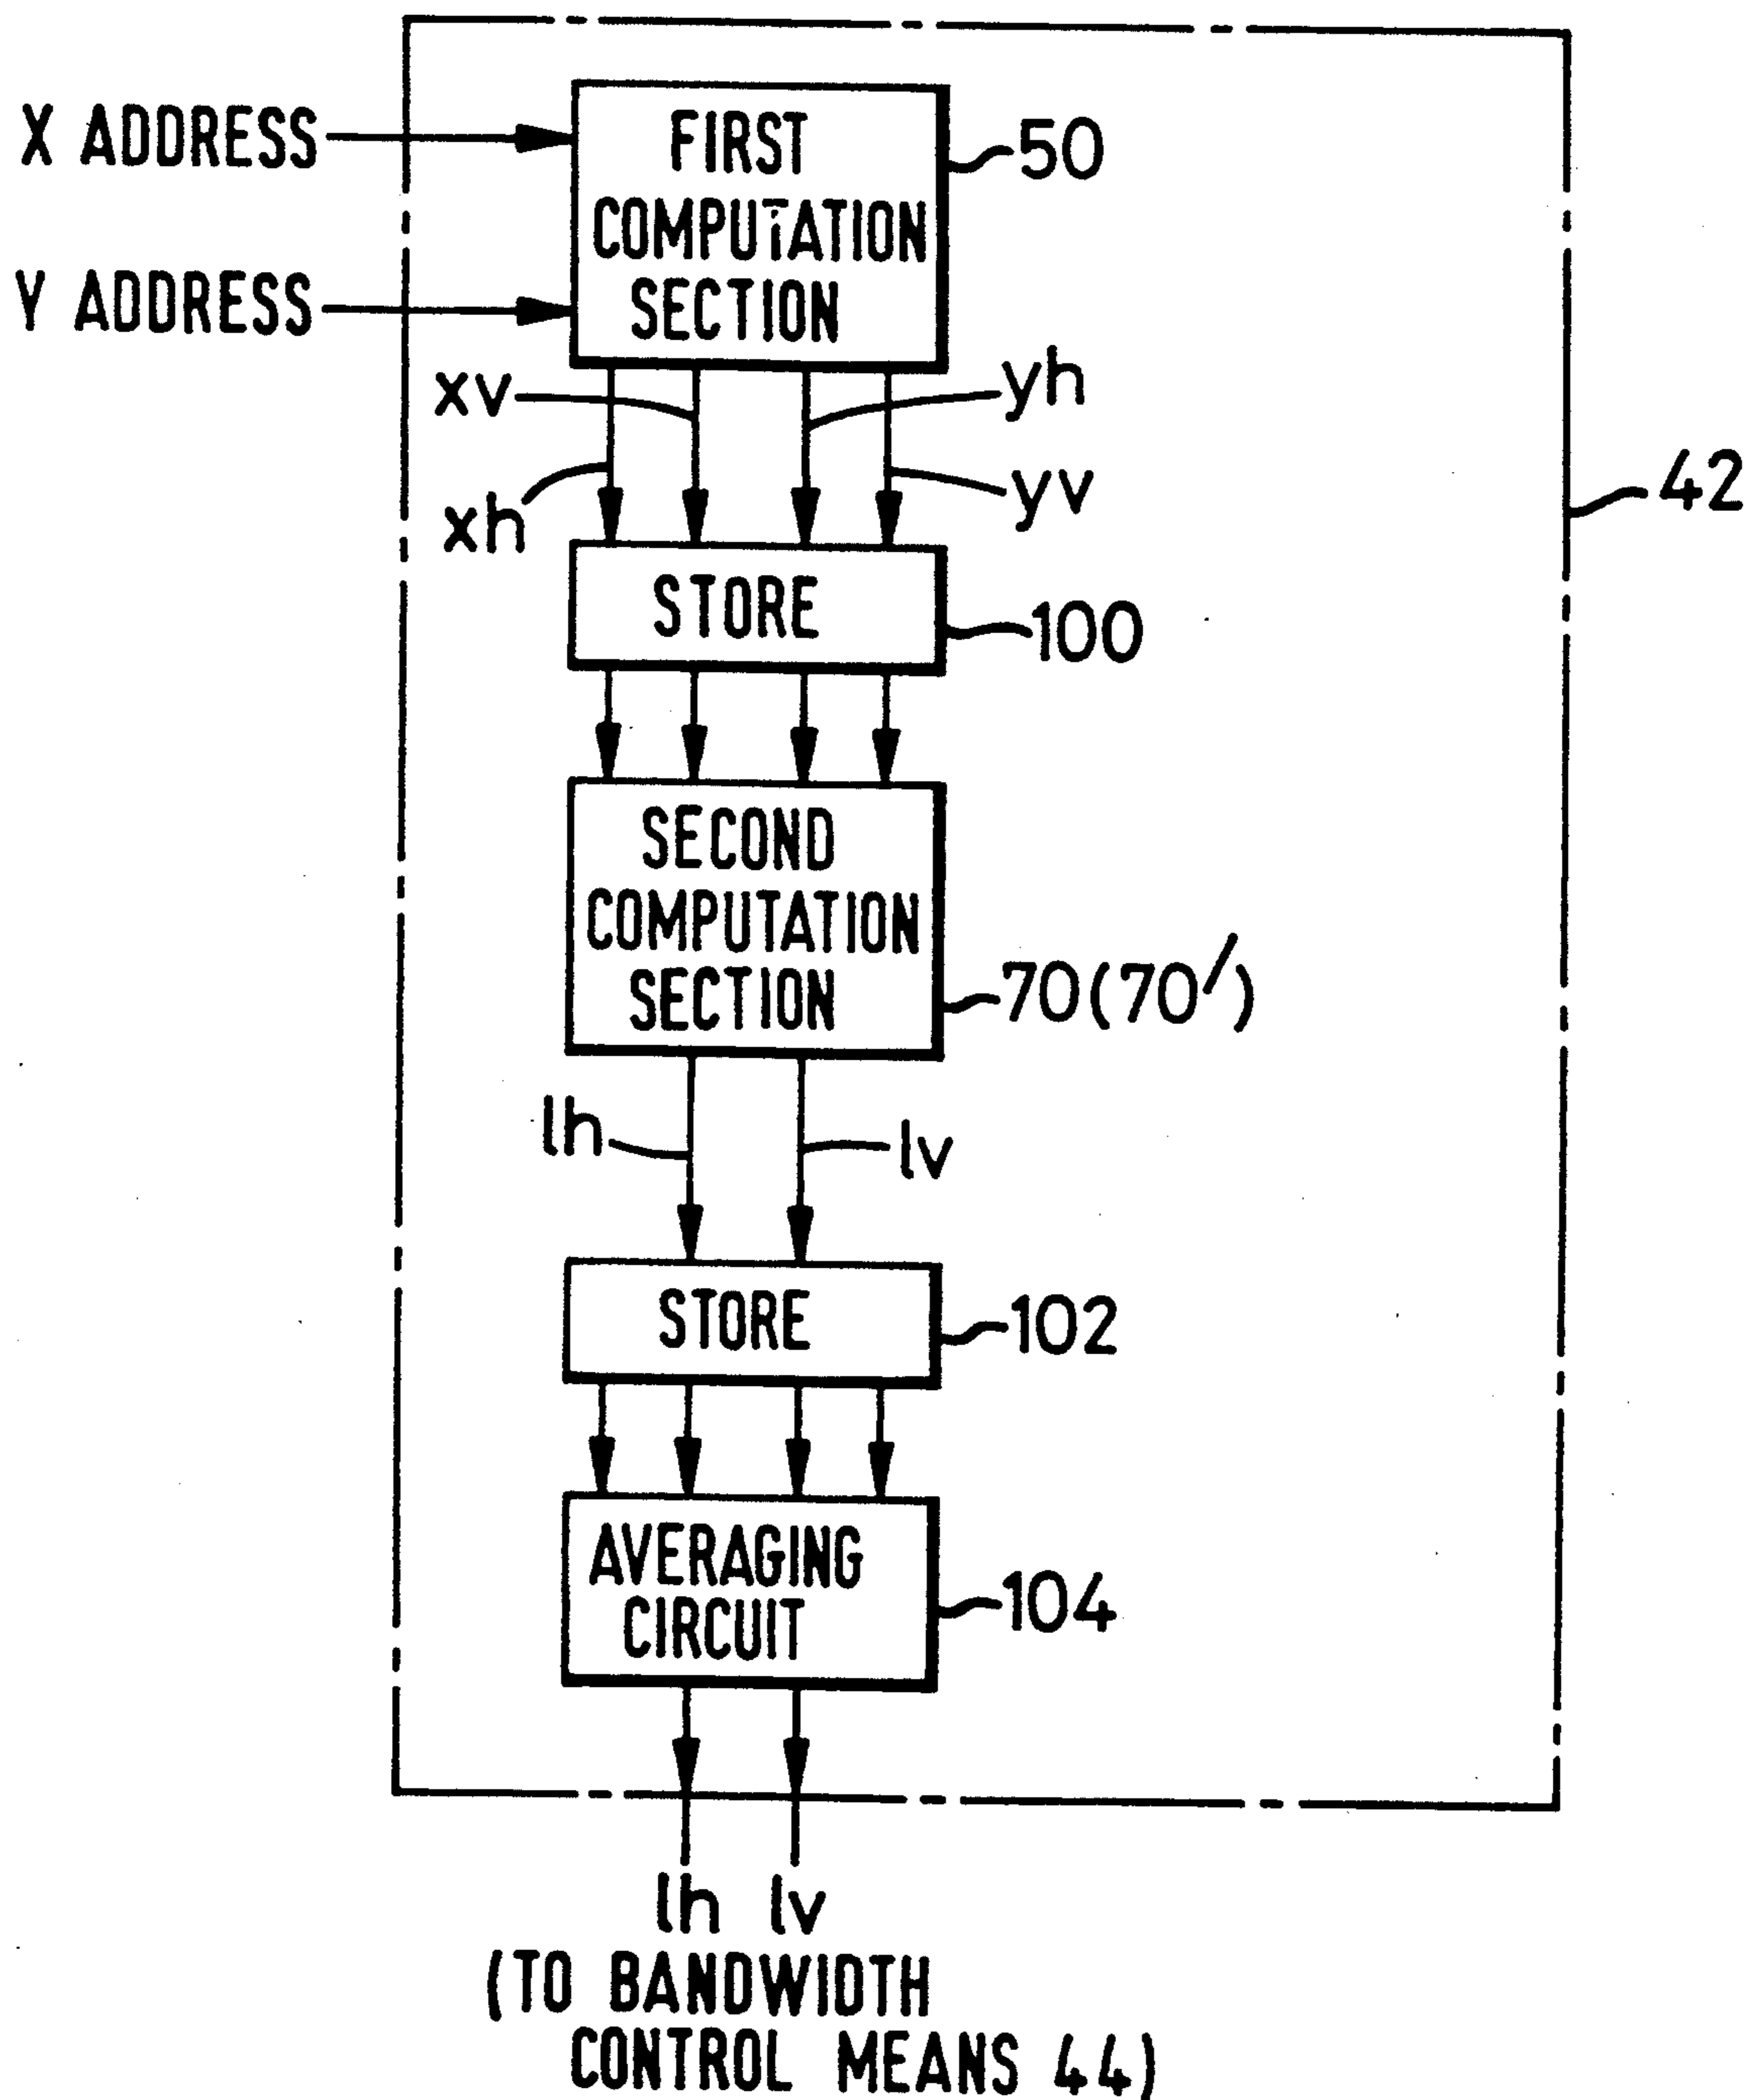 X ADDRESS
Y ADDRESS
FIRST
COMPUTATION
SECTION
50
xv
xh
yh
yv
42
STORE
100
SECOND
COMPUTATION
SECTION
70(70')
lh
lv
STORE
102
AVERAGING
CIRCUIT
104
lh lv
(TO BANDWIDTH
CONTROL MEANS 44)